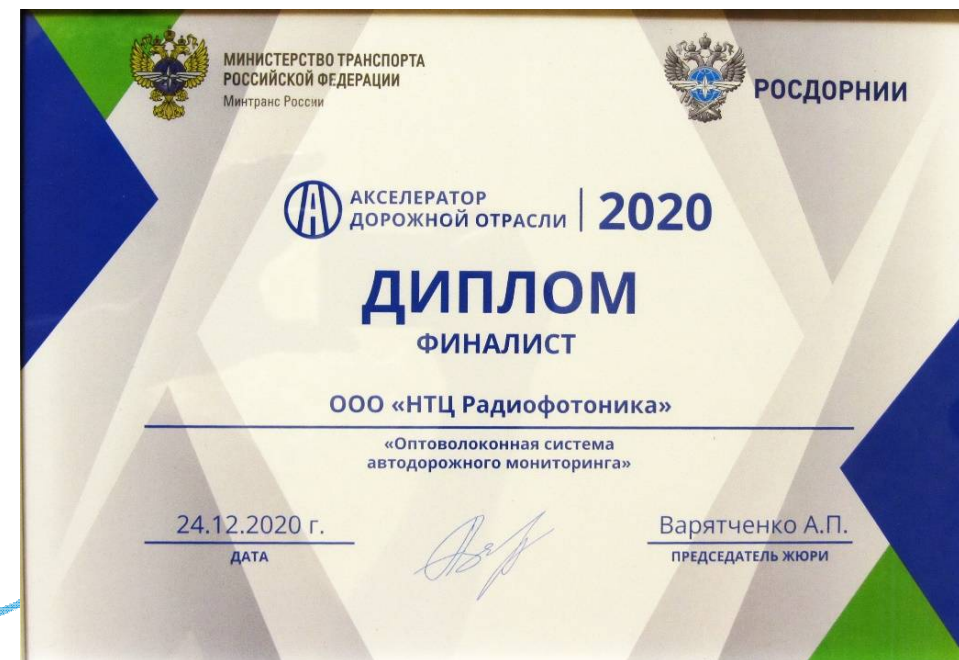 МИНИСТЕРСТВО ТРАНСПОРТА
РОССИЙСКОЙ ФЕДЕРАЦИИ
Минтранс России
РОСДОРНИИ
АКСЕЛЕРАТОР
ДОРОЖНОЙ ОТРАСЛИ
2020
ДИПЛОМ
ФИНАЛИСТ
ООО «НТЦ Радиофотоника»
«Оптоволоконная система
автодорожного мониторинга»
24.12.2020 г.
ДАТА
Варятченко А.П.
ПРЕДСЕДАТЕЛЬ ЖЮРИ